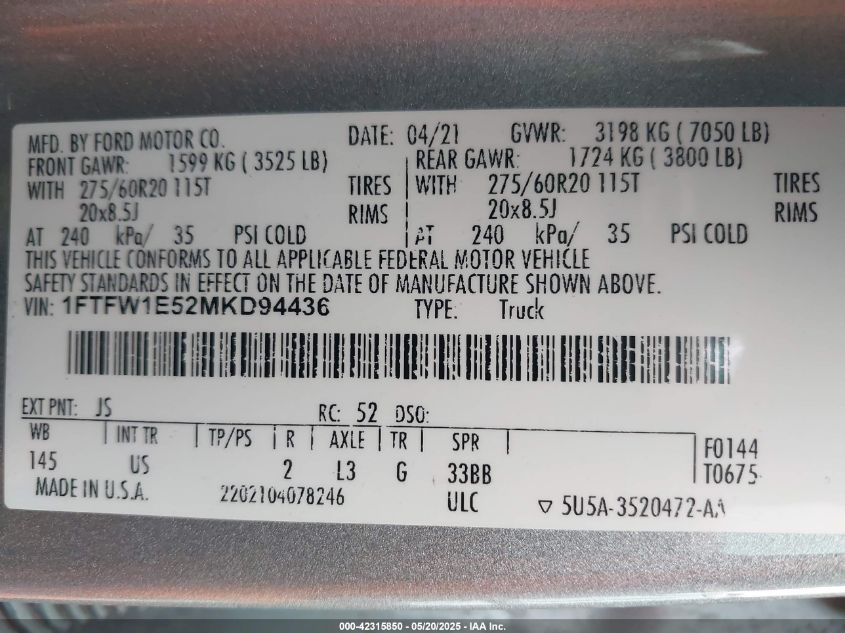 MFD. BY FORD MOTOR CO. DATE: 04/21 GVWR: 3198 KG ( 7050 LB)
FRONT GAWR: 1599 KG ( 3525 LB) REAR GAWR: 1724 KG ( 3800 LB)
WITH 275/60R20 115T TIRES WITH 275/60R20 115T TIRES
20x8.5J RIMS 20x8.5J RIMS
AT 240 kPa/ 35 PSI COLD AT 240 kPa/ 35 PSI COLD
THIS VEHICLE CONFORMS TO ALL APPLICABLE FEDERAL MOTOR VEHICLE
SAFETY STANDARDS IN EFFECT ON THE DATE OF MANUFACTURE SHOWN ABOVE.
VIN: 1FTFW1E52MKD94436 TYPE: Truck
EXT PNT: JS RC: 52 DSO:
WB INT TR TP/PS R AXLE TR SPR F0144
145 US 2 L3 G 33BB T0675
MADE IN U.S.A. 2202104078246 ULC ▽ 5U5A-3520472-AA
000-42315850 - 05/20/2025 - IAA Inc.